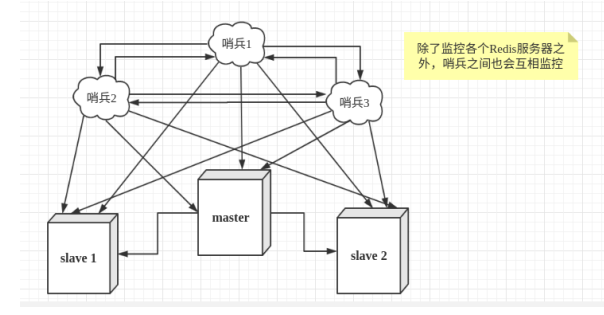 哨兵1
除了监控各个Redis服务器之
外，哨兵之间也会互相监控
哨兵2
哨兵3
master
slave 1
slave 2